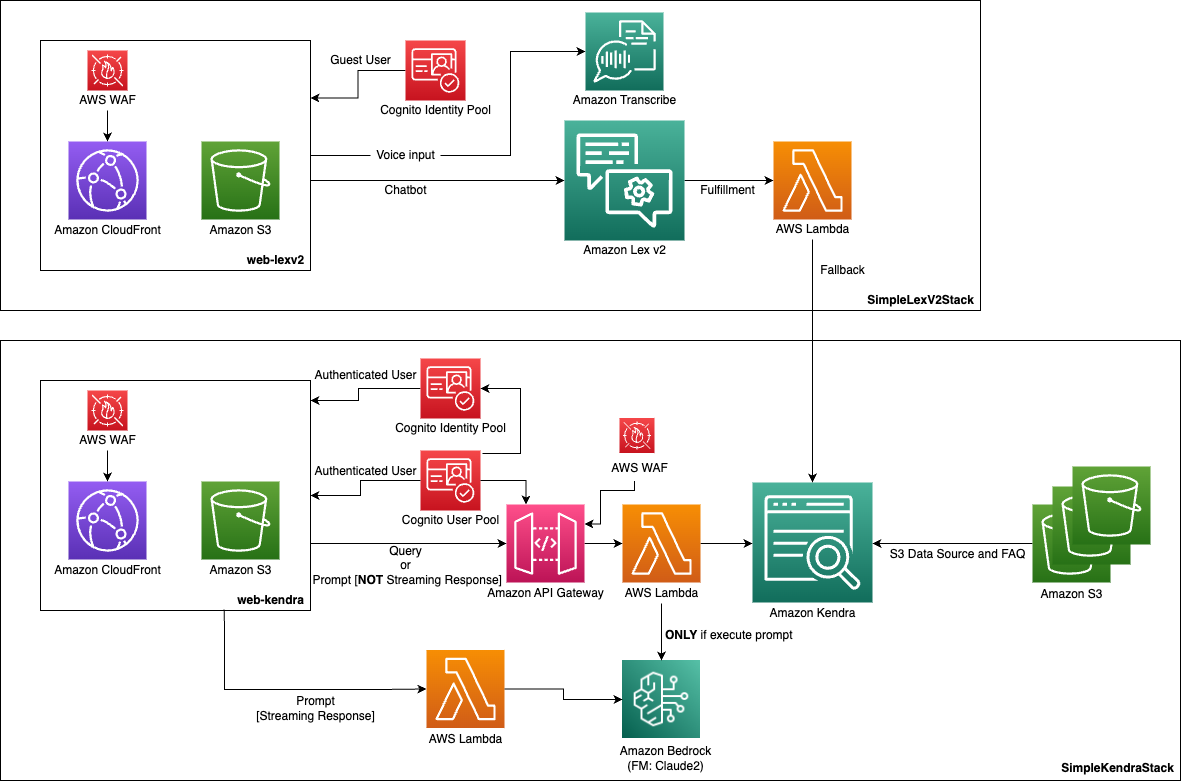 AWS WAF
Amazon CloudFront
Amazon S3
web-lexv2
Guest User
Cognito Identity Pool
Voice input
Chatbot
Amazon Transcribe
Amazon Lex v2
Fulfillment
AWS Lambda
Fallback
SimpleLexV2Stack
AWS WAF
Amazon CloudFront
Amazon S3
web-kendra
Authenticated User
Cognito Identity Pool
Authenticated User
Cognito User Pool
Query
or
Prompt [NOT Streaming Response]
Amazon API Gateway
AWS WAF
AWS Lambda
Amazon Kendra
S3 Data Source and FAQ
Amazon S3
ONLY if execute prompt
Prompt
[Streaming Response]
AWS Lambda
Amazon Bedrock
(FM: Claude2)
SimpleKendraStack